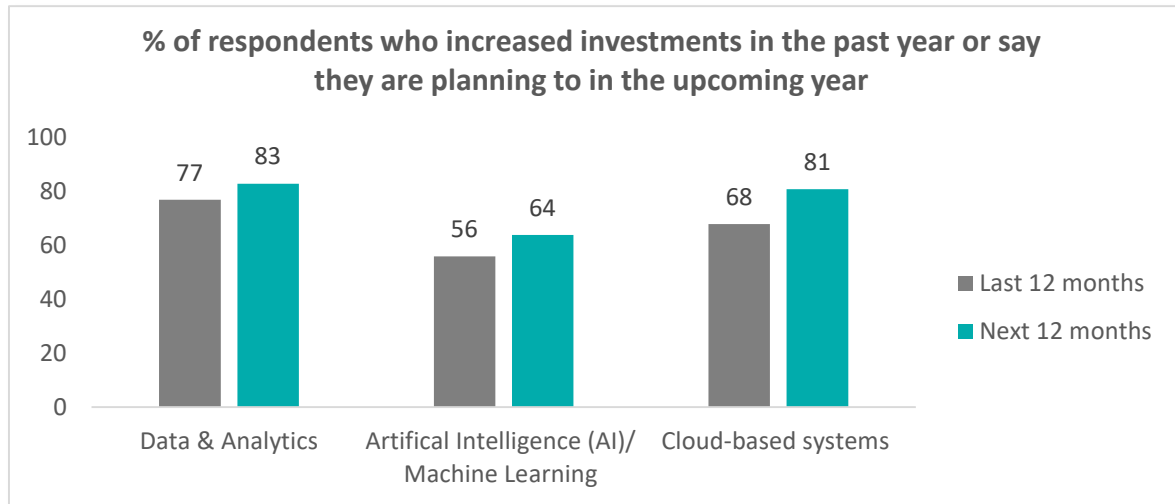 % of respondents who increased investments in the past year or say
they are planning to in the upcoming year
100
80
60
40
20
0
77
83
56
64
68
81
Data & Analytics
Artifical Intelligence (AI)/
Machine Learning
Cloud-based systems
Last 12 months
Next 12 months